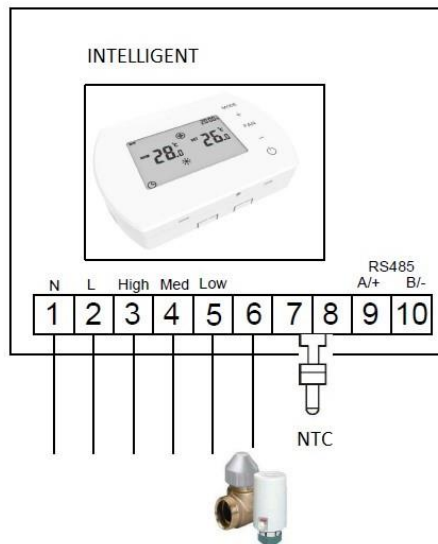 INTELLIGENT
MODE
+
FAN
−
-28.0 °C SET 26.0 °C
RS485
N L High Med Low A/+ B/-
1 2 3 4 5 6 7 8 9 10
NTC